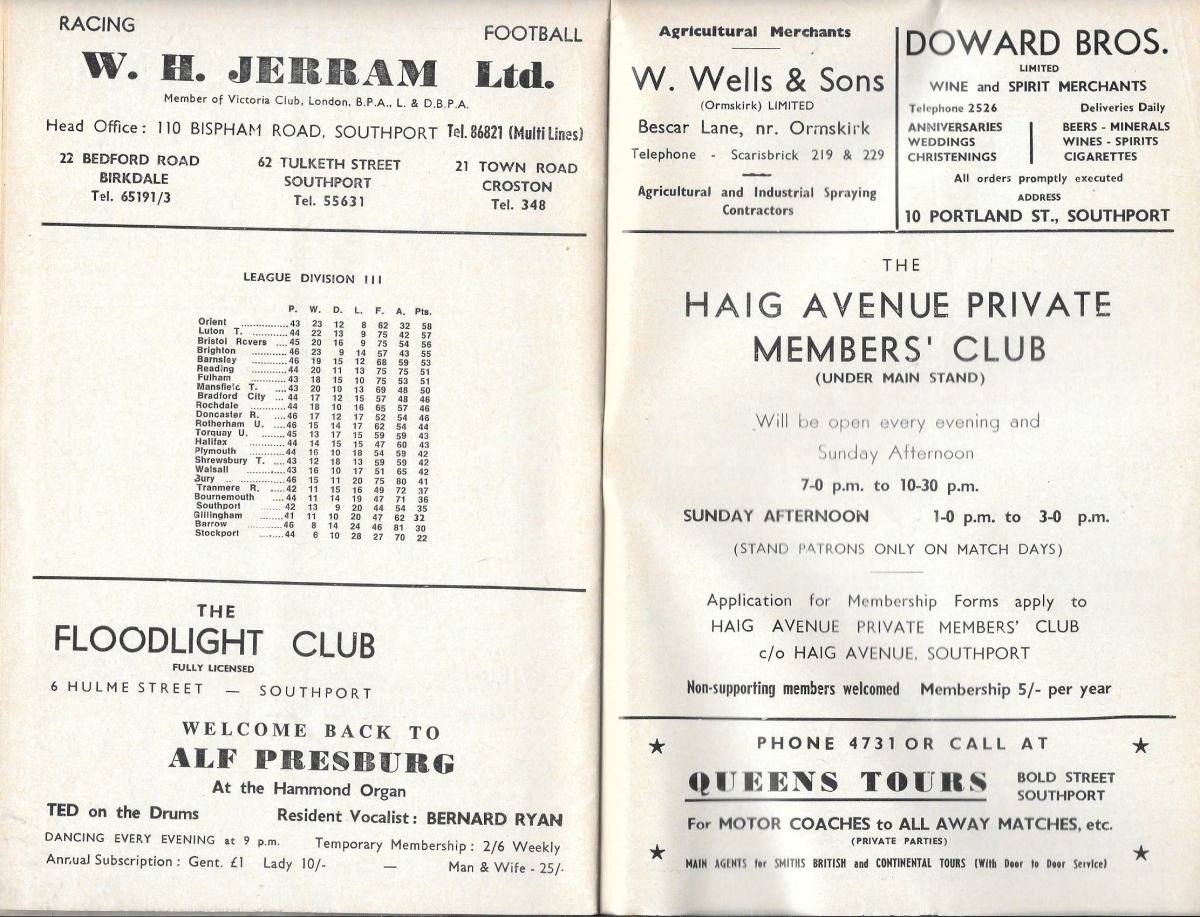 RACING
FOOTBALL
W. H. JERRAM Ltd.
Member of Victoria Club, London, B.P.A., L. & D.B.P.A.
Head Office: 110 BISPHAM ROAD, SOUTHPORT Tel. 86821 (Multi Lines)
22 BEDFORD ROAD
BIRKDALE
Tel. 65191/3
62 TULKETH STREET
SOUTHPORT
Tel. 55631
21 TOWN ROAD
CROSTON
Tel. 348
LEAGUE DIVISION III
P. W. D. L. F. A. Pts.
Orient ...............43 23 12 8 62 32 58
Luton T. ............44 22 13 9 75 42 57
Bristol Rovers ....45 20 16 9 75 54 56
Brighton ...........46 23 9 14 57 43 55
Barnsley ...........46 19 15 12 68 59 53
Reading ...........44 20 11 13 75 75 51
Fulham ............43 18 15 10 75 53 51
Mansfield T. ....43 20 10 13 69 48 50
Bradford City ....44 17 12 15 57 48 46
Rochdale ...........44 18 10 16 65 57 46
Doncaster R. ....46 17 12 17 52 54 46
Rotherham U. ....46 15 14 17 62 54 44
Torquay U. ......45 13 17 15 59 59 43
Halifax ............44 14 15 15 47 60 43
Plymouth ..........44 16 10 18 54 59 42
Shrewsbury T. ....43 12 18 13 59 59 42
Walsall ...........43 16 10 17 51 65 42
Bury .. ............46 15 11 20 75 80 41
Tranmere R. .....42 11 15 16 49 72 37
Bournemouth ....44 11 14 19 47 71 36
Southport ........42 13 9 20 44 54 35
Gillingham ........41 11 10 20 47 62 32
Barrow ............46 8 14 24 46 81 30
Stockport ........44 6 10 28 27 70 22
THE
FLOODLIGHT CLUB
FULLY LICENSED
6 HULME STREET — SOUTHPORT
WELCOME BACK TO
ALF PRESBURG
At the Hammond Organ
TED on the Drums Resident Vocalist: BERNARD RYAN
DANCING EVERY EVENING at 9 p.m. Temporary Membership: 2/6 Weekly
Annual Subscription: Gent. £1 Lady 10/- — Man & Wife - 25/-
Agricultural Merchants
W. Wells & Sons
(Ormskirk) LIMITED
Bescar Lane, nr. Ormskirk
Telephone - Scarisbrick 219 & 229
Agricultural and Industrial Spraying
Contractors
DOWARD BROS.
LIMITED
WINE and SPIRIT MERCHANTS
Telephone 2526 Deliveries Daily
ANNIVERSARIES
WEDDINGS
CHRISTENINGS
BEERS - MINERALS
WINES - SPIRITS
CIGARETTES
All orders promptly executed
ADDRESS
10 PORTLAND ST., SOUTHPORT
THE
HAIG AVENUE PRIVATE
MEMBERS' CLUB
(UNDER MAIN STAND)
Will be open every evening and
Sunday Afternoon
7-0 p.m. to 10-30 p.m.
SUNDAY AFTERNOON 1-0 p.m. to 3-0 p.m.
(STAND PATRONS ONLY ON MATCH DAYS)
Application for Membership Forms apply to
HAIG AVENUE PRIVATE MEMBERS' CLUB
c/o HAIG AVENUE, SOUTHPORT
Non-supporting members welcomed Membership 5/- per year
PHONE 4731 OR CALL AT
QUEENS TOURS
BOLD STREET
SOUTHPORT
For MOTOR COACHES to ALL AWAY MATCHES, etc.
(PRIVATE PARTIES)
MAIN AGENTS for SMITHS BRITISH and CONTINENTAL TOURS (With Door to Door Service)